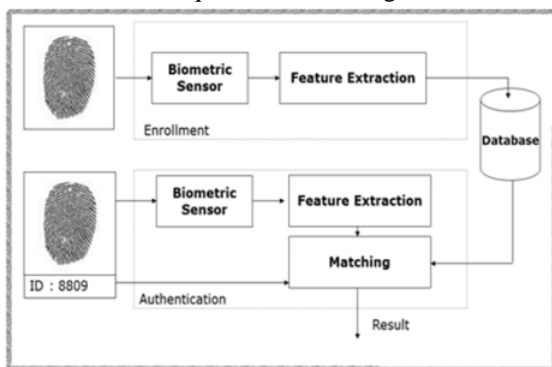 Biometric
Sensor
Feature Extraction
Enrollment
Database
Biometric
Sensor
Feature Extraction
Matching
ID : 8809
Authentication
Result